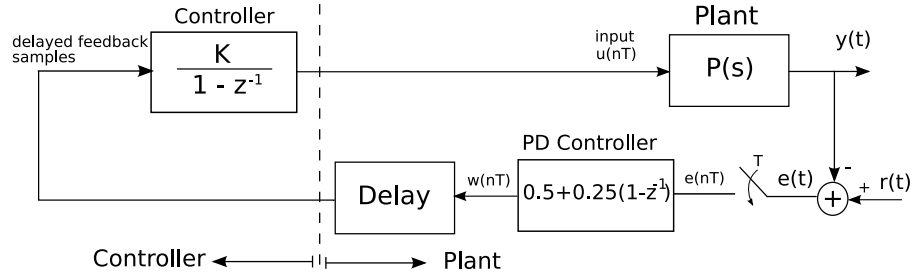 Controller
Plant
delayed feedback
samples
K
1 - z⁻¹
input
u(nT)
P(s)
y(t)
PD Controller
Delay
w(nT)
0.5+0.25(1-z⁻¹)
e(nT)
T
e(t)
-
+
+
r(t)
Controller
Plant